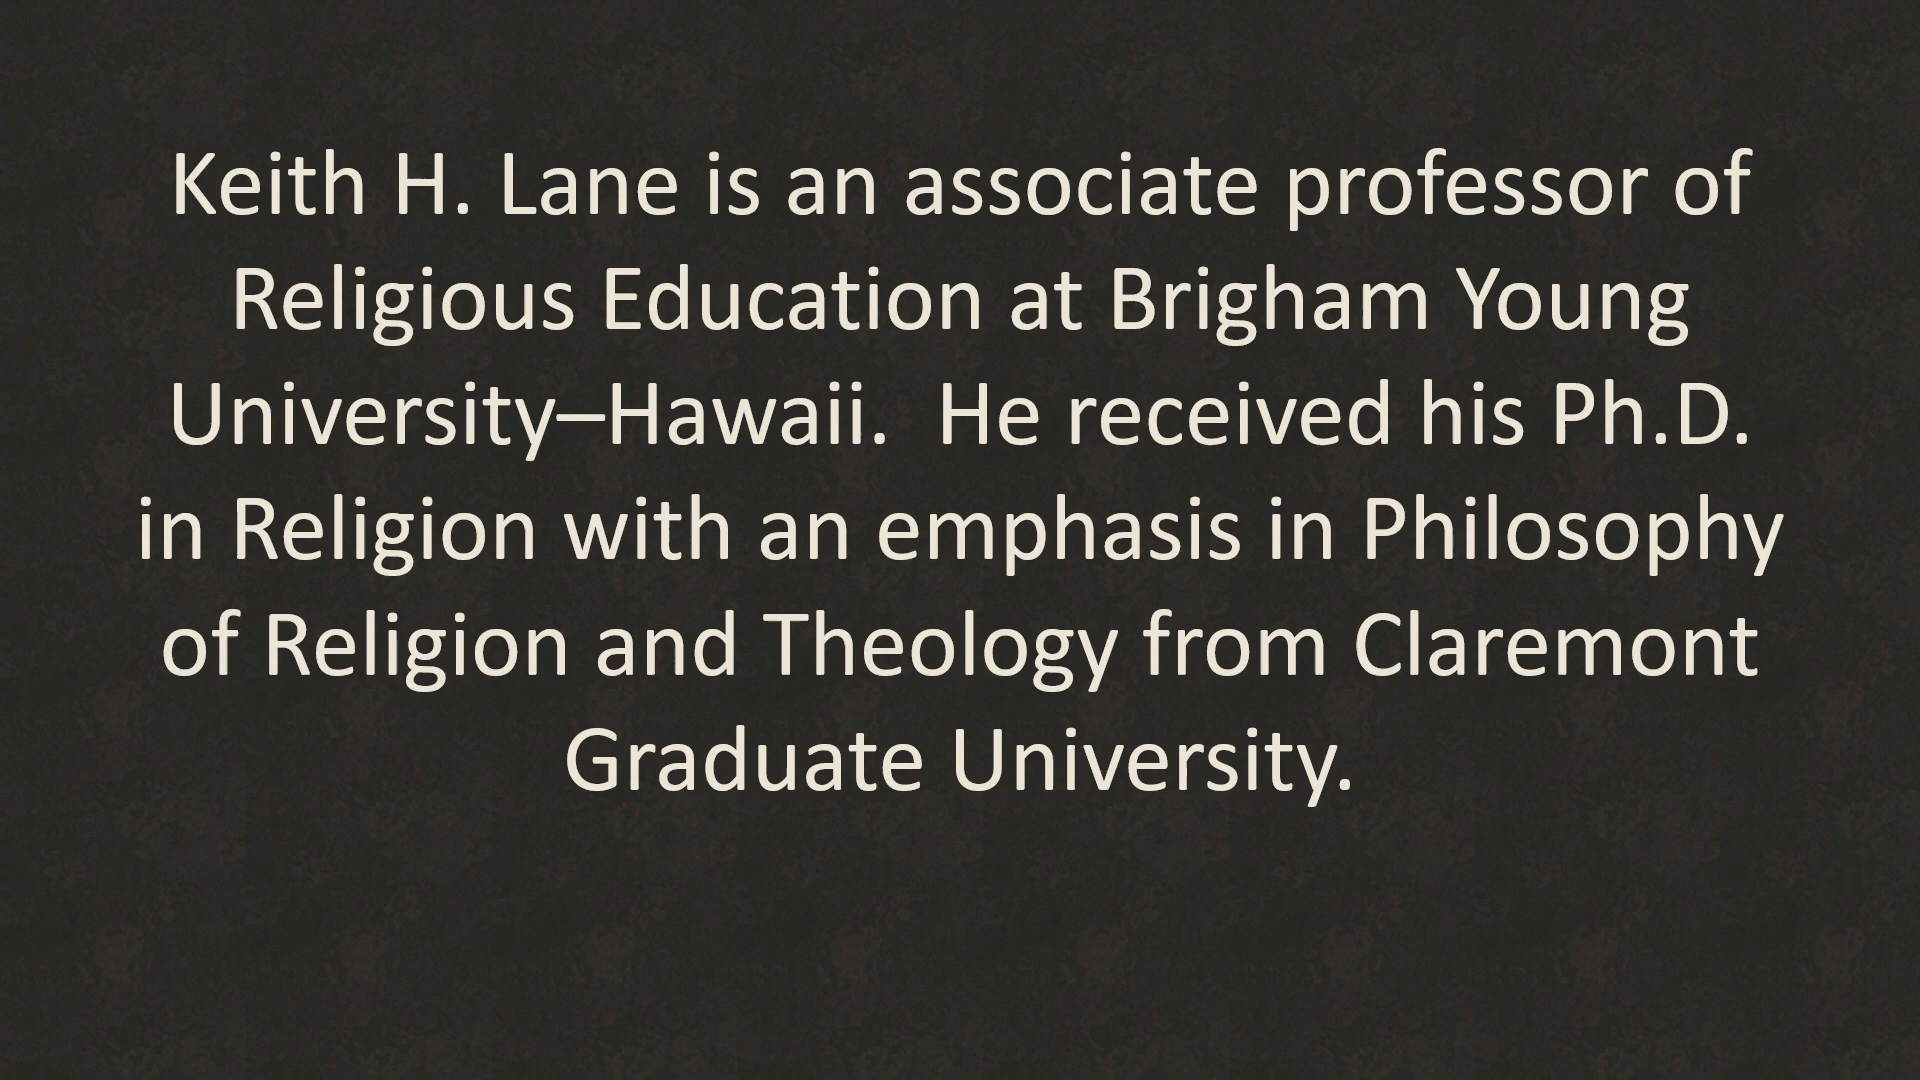 Keith H. Lane is an associate professor of
Religious Education at Brigham Young
University–Hawaii.  He received his Ph.D.
in Religion with an emphasis in Philosophy
of Religion and Theology from Claremont
Graduate University.